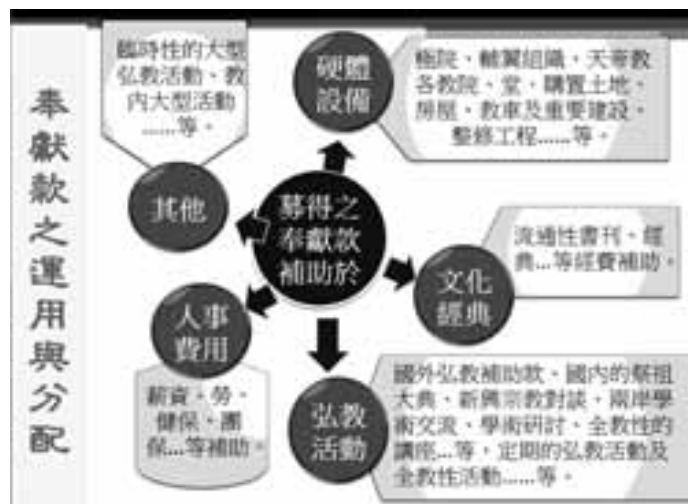 奉獻款之運用與分配
臨時性的大型
弘教活動、教
內大型活動
......等。
其他
硬體
設備
極院、輔翼組織、天帝教
各教院、堂，購置土地、
房屋、教車及重要建設、
整修工程......等。
募得之
奉獻款
補助於
文化
經典
流通性書刊、經
典...等經費補助。
人事
費用
薪資、勞、
健保、團
保...等補助。
弘教
活動
國外弘教補助款、國內的祭祖
大典、新興宗教對談、兩岸學
術交流、學術研討、全教性的
講座...等，定期的弘教活動及
全教性活動......等。